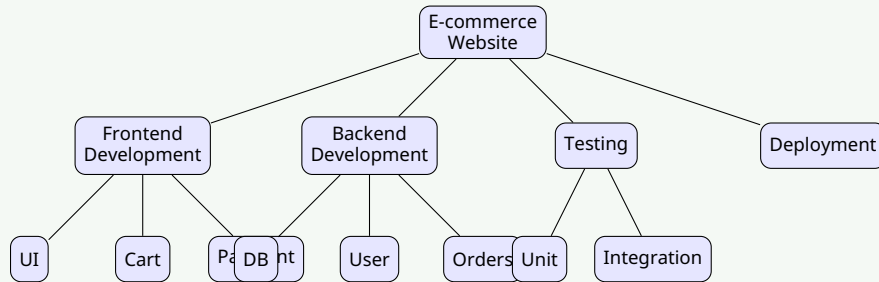 E-commerce
Website
Frontend
Development
Backend
Development
Testing
Deployment
UI
Cart
DB
User
Orders
Unit
Integration